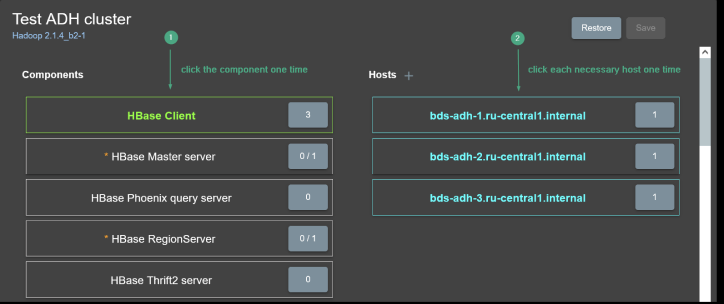 Test ADH cluster
Hadoop 2.1.4_b2-1
Restore
Save
1
2
click the component one time
click each necessary host one time
Components
Hosts +
HBase Client 3
bds-adh-1.ru-central1.internal 1
* HBase Master server 0 / 1
bds-adh-2.ru-central1.internal 1
HBase Phoenix query server 0
bds-adh-3.ru-central1.internal 1
* HBase RegionServer 0 / 1
HBase Thrift2 server 0